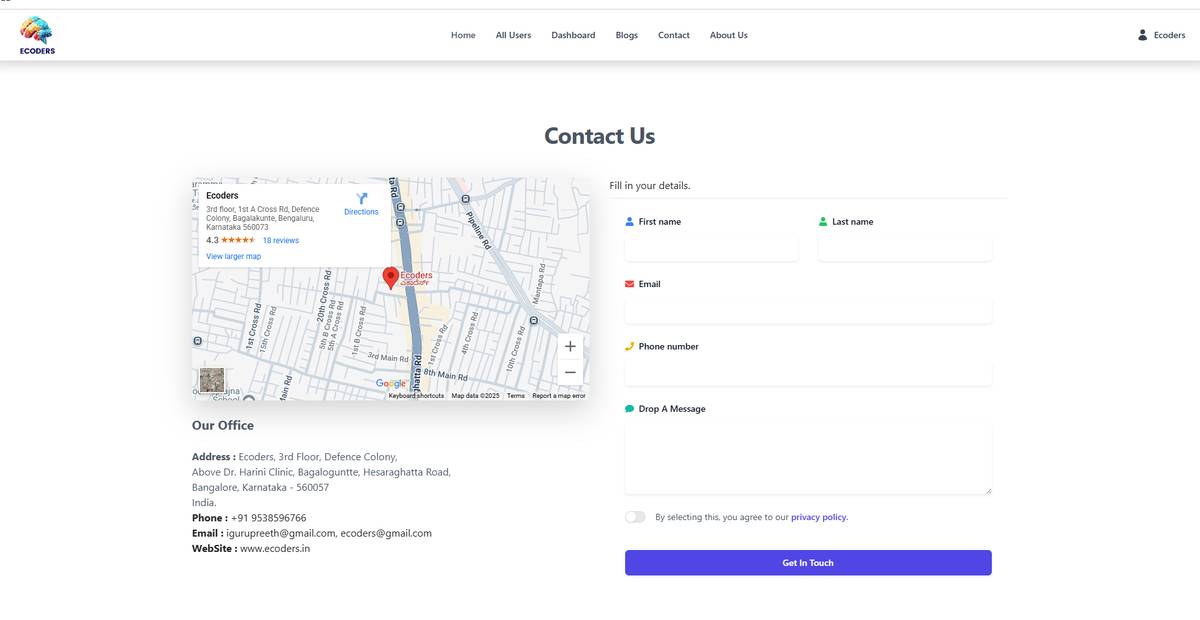 ECODERS
Home All Users Dashboard Blogs Contact About Us
Ecoders
Contact Us
Ecoders
3rd floor, 1st A Cross Rd, Defence
Colony, Bagalakunte, Bengaluru,
Karnataka 560073
Directions
4.3 18 reviews
View larger map
Pipeline Rd
Mantapa Rd
Ecoders
ಎಕೋಡರ್ಸ್
20th Cross Rd
1st Cross Rd
15th Cross Rd
5th B Cross Rd
5th A Cross Rd
1st B Cross Rd
1st Cross Rd
4th Cross Rd
10th Cross Rd
3rd Main Rd
8th Main Rd
Google
Keyboard shortcuts Map data ©2025 Terms Report a map error
Our Office
Address : Ecoders, 3rd Floor, Defence Colony,
Above Dr. Harini Clinic, Bagaloguntte, Hesaraghatta Road,
Bangalore, Karnataka - 560057
India.
Phone : +91 9538596766
Email : igurupreeth@gmail.com, ecoders@gmail.com
WebSite : www.ecoders.in
Fill in your details.
First name Last name
Email
Phone number
Drop A Message
By selecting this, you agree to our privacy policy.
Get In Touch